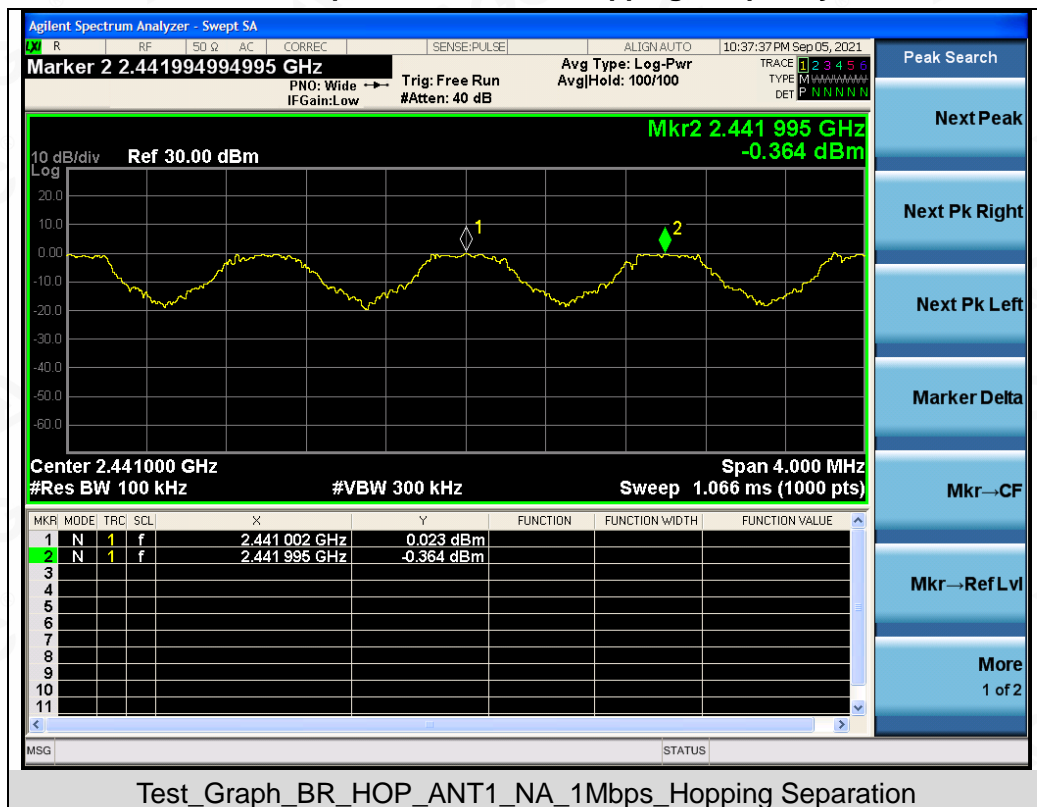 Agilent Spectrum Analyzer - Swept SA
LXI R RF 50 Ω AC CORREC SENSE:PULSE ALIGN AUTO 10:37:37 PM Sep 05, 2021
Marker 2 2.441994994995 GHz
PNO: Wide
IFGain:Low
Trig: Free Run
#Atten: 40 dB
Avg Type: Log-Pwr
Avg|Hold: 100/100
TRACE 1 2 3 4 5 6
TYPE M WWWWW
DET P N N N N N
Peak Search
Mkr2 2.441 995 GHz
-0.364 dBm
10 dB/div Ref 30.00 dBm
Log
20.0
10.0
0.00
-10.0
-20.0
-30.0
-40.0
-50.0
-60.0
1
2
Center 2.441000 GHz Span 4.000 MHz
#Res BW 100 kHz #VBW 300 kHz Sweep 1.066 ms (1000 pts)
MKR MODE TRC SCL X Y FUNCTION FUNCTION WIDTH FUNCTION VALUE
1 N 1 f 2.441 002 GHz 0.023 dBm
2 N 1 f 2.441 995 GHz -0.364 dBm
3
4
5
6
7
8
9
10
11
Next Peak
Next Pk Right
Next Pk Left
Marker Delta
Mkr→CF
Mkr→Ref Lvl
More
1 of 2
MSG STATUS
Test_Graph_BR_HOP_ANT1_NA_1Mbps_Hopping Separation